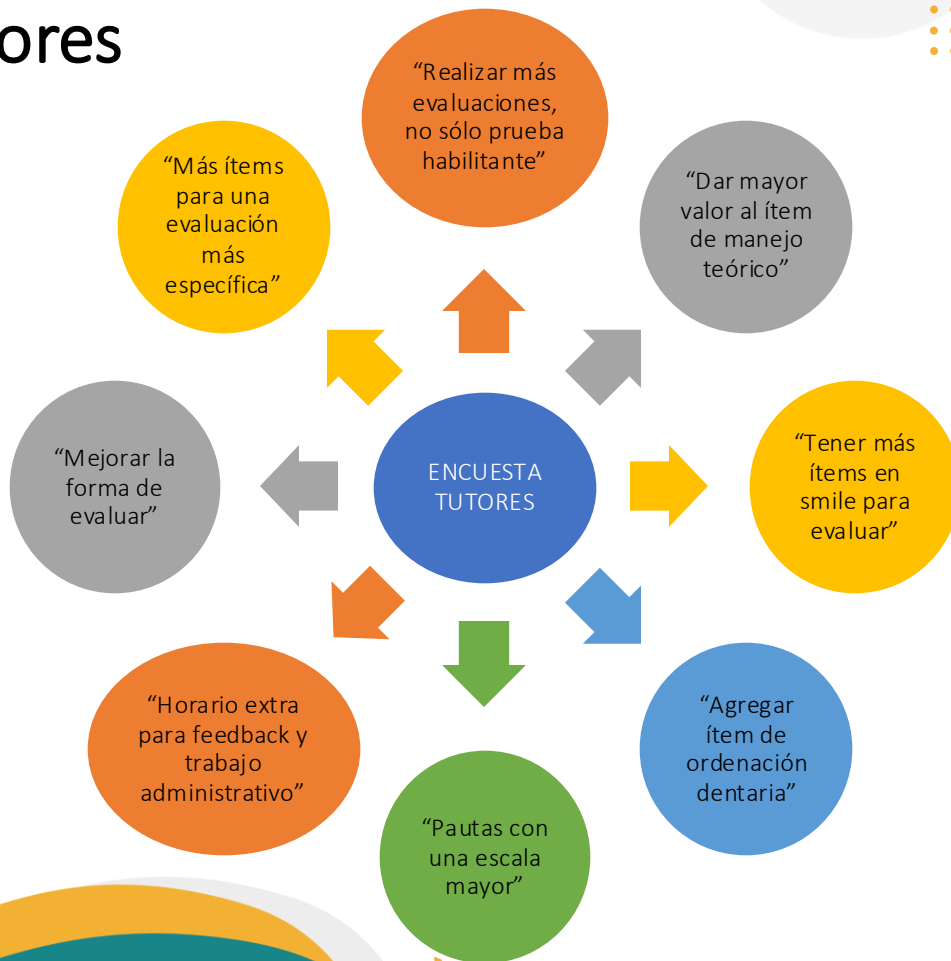 ores
“Realizar más
evaluaciones,
no sólo prueba
habilitante”
“Dar mayor
valor al ítem
de manejo
teórico”
“Tener más
ítems en
smile para
evaluar”
“Agregar
ítem de
ordenación
dentaria”
“Pautas con
una escala
mayor”
“Horario extra
para feedback y
trabajo
administrativo”
“Mejorar la
forma de
evaluar”
“Más ítems
para una
evaluación
más
específica”
ENCUESTA
TUTORES